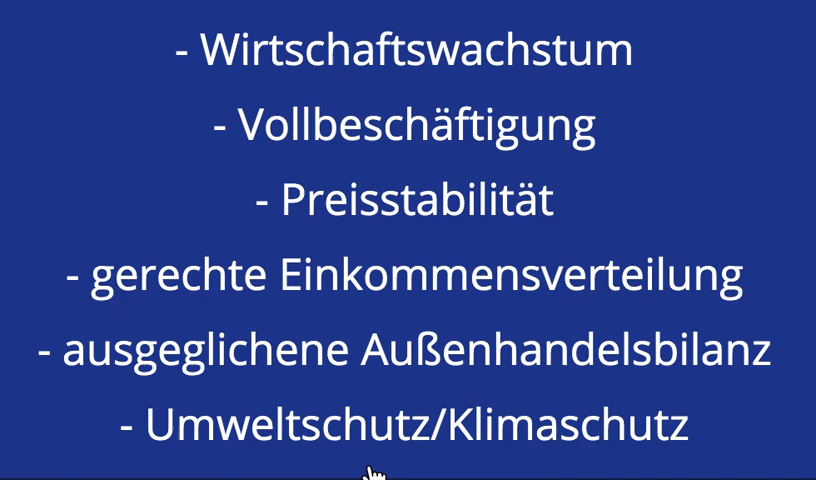 - Wirtschaftswachstum
- Vollbeschäftigung
- Preisstabilität
- gerechte Einkommensverteilung
- ausgeglichene Außenhandelsbilanz
- Umweltschutz/Klimaschutz